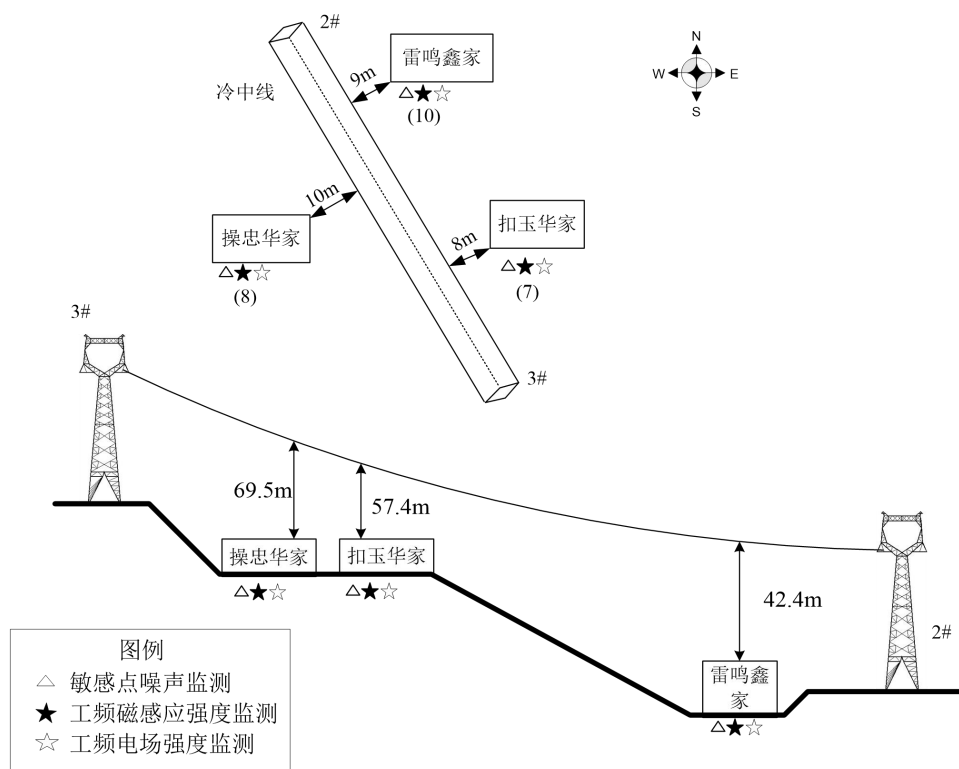 2#
雷鸣鑫家
9m
(10)
冷中线
N
W
E
S
10m
操忠华家
(8)
扣玉华家
8m
(7)
3#
3#
69.5m
57.4m
操忠华家
扣玉华家
42.4m
2#
雷鸣鑫
家
图例
敏感点噪声监测
工频磁感应强度监测
工频电场强度监测